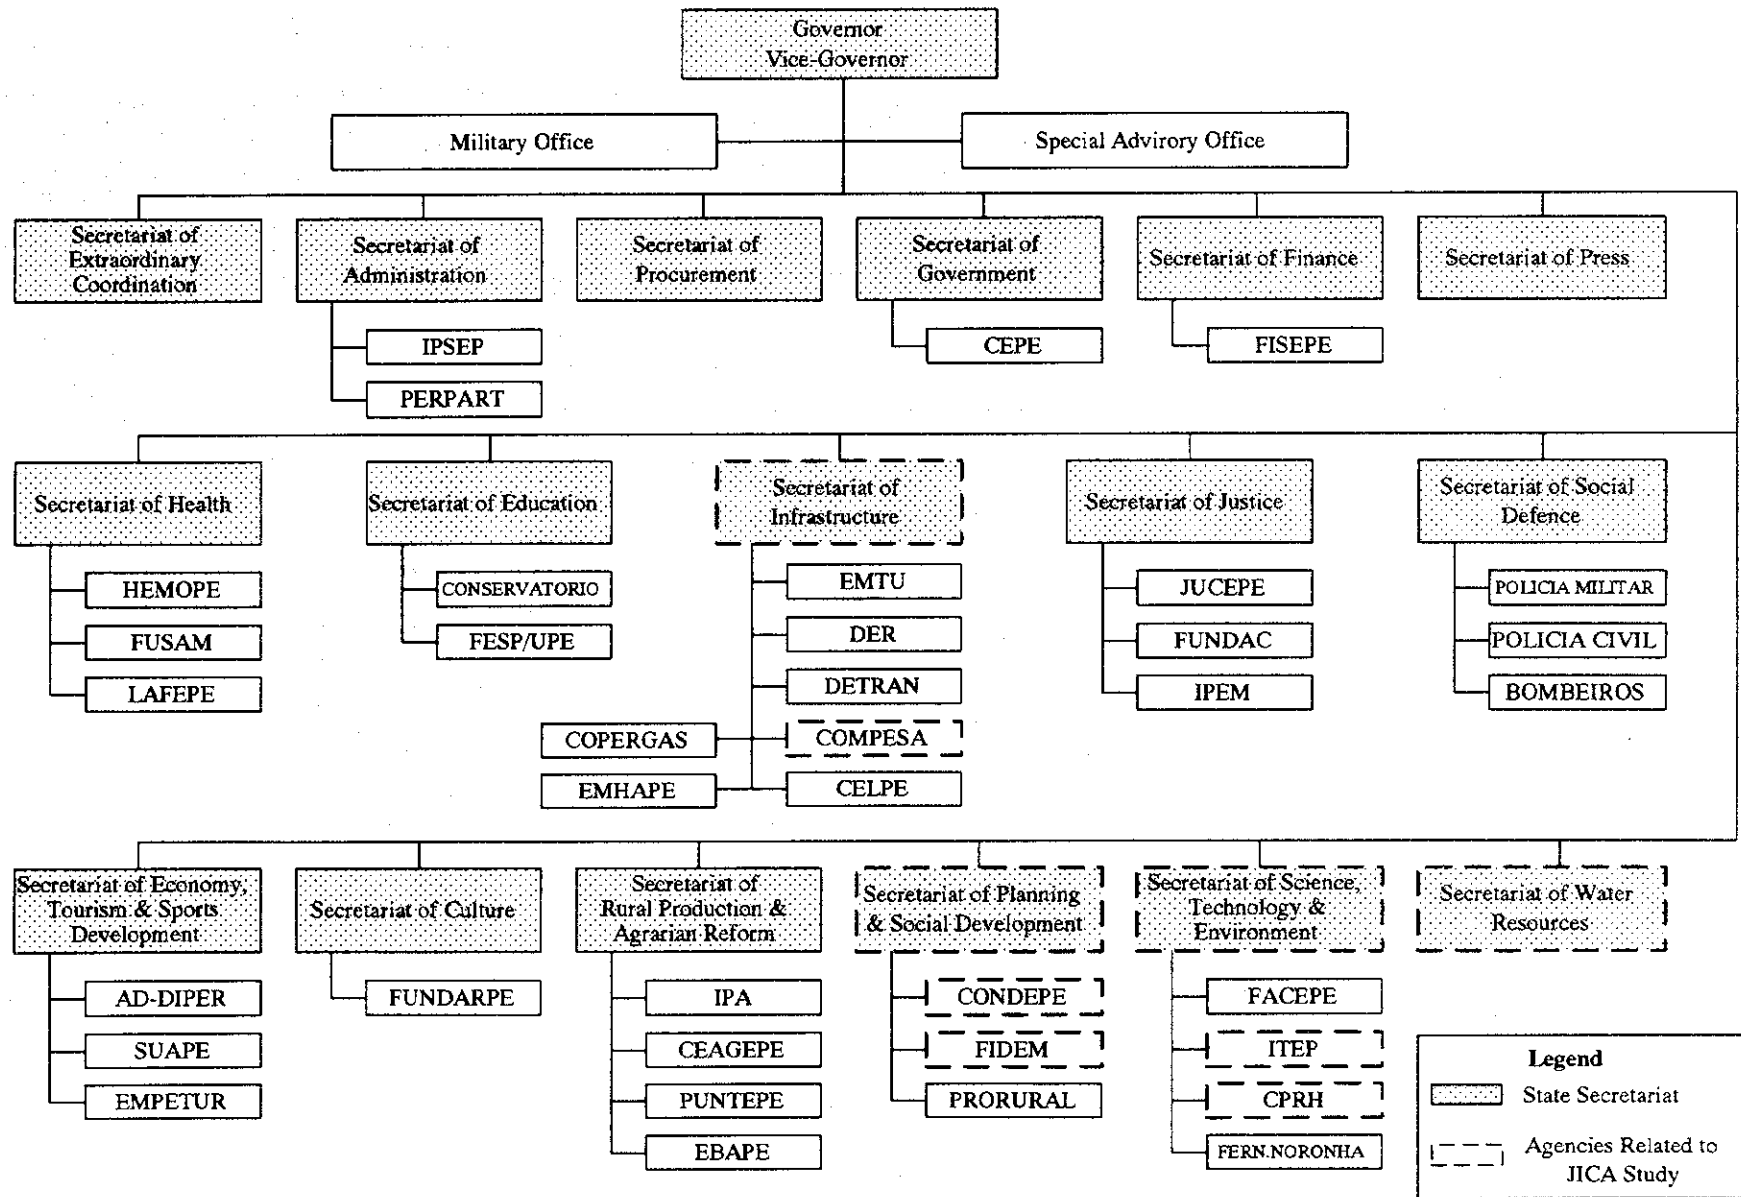 Governor
Vice-Governor
Military Office
Special Advirory Office
Secretariat of
Extraordinary
Coordination
Secretariat of
Administration
Secretariat of
Procurement
Secretariat of
Government
Secretariat of Finance
Secretariat of Press
IPSEP
PERPART
CEPE
FISEPE
Secretariat of Health
Secretariat of Education
Secretariat of
Infrastructure
Secretariat of Justice
Secretariat of Social
Defence
HEMOPE
FUSAM
LAFEPE
CONSERVATORIO
FESP/UPE
EMTU
DER
DETRAN
COPERGAS
COMPESA
EMHAPE
CELPE
JUCEPE
FUNDAC
IPEM
POLICIA MILITAR
POLICIA CIVIL
BOMBEIROS
Secretariat of Economy,
Tourism & Sports
Development
Secretariat of Culture
Secretariat of
Rural Production &
Agrarian Reform
Secretariat of Planning
& Social Development
Secretariat of Science,
Technology &
Environment
Secretariat of Water
Resources
AD-DIPER
SUAPE
EMPETUR
FUNDARPE
IPA
CEAGEPE
PUNTEPE
EBAPE
CONDEPE
FIDEM
PRORURAL
FACEPE
ITEP
CPRH
FERN.NORONHA
Legend
State Secretariat
Agencies Related to
JICA Study